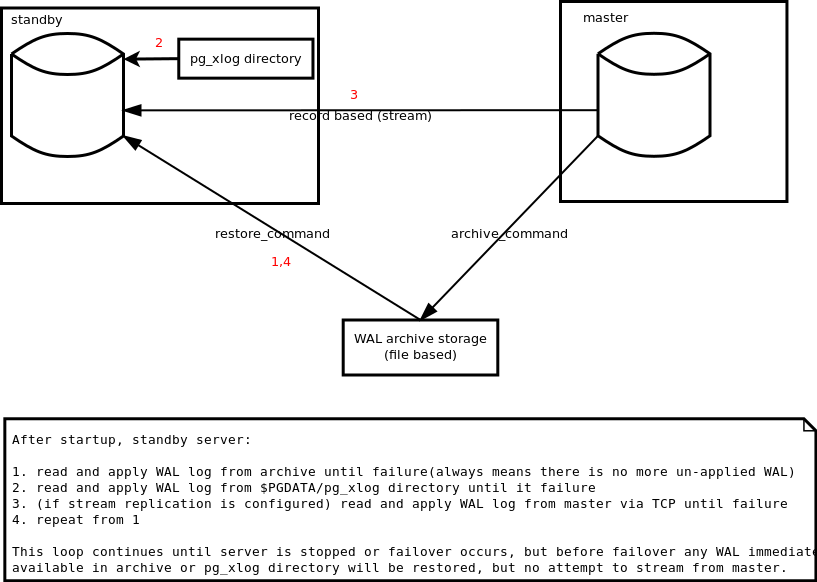 standby
master
2
pg_xlog directory
3
record based (stream)
restore_command
archive_command
1,4
WAL archive storage
(file based)
After startup, standby server:
1. read and apply WAL log from archive until failure(always means there is no more un-applied WAL)
2. read and apply WAL log from $PGDATA/pg_xlog directory until it failure
3. (if stream replication is configured) read and apply WAL log from master via TCP until failure
4. repeat from 1
This loop continues until server is stopped or failover occurs, but before failover any WAL immediate
available in archive or pg_xlog directory will be restored, but no attempt to stream from master.